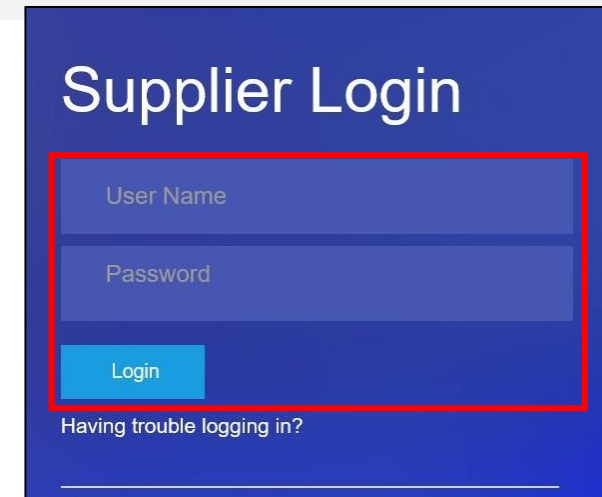 Supplier Login
User Name
Password
Login
Having trouble logging in?